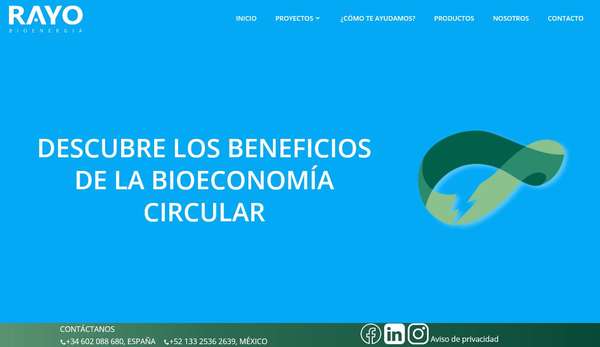 RAYO
BIOENERGIA
INICIO PROYECTOS ¿CÓMO TE AYUDAMOS? PRODUCTOS NOSOTROS CONTACTO
DESCUBRE LOS BENEFICIOS
DE LA BIOECONOMÍA
CIRCULAR
CONTÁCTANOS
+34 602 088 680, ESPAÑA +52 133 2536 2639, MÉXICO
Aviso de privacidad